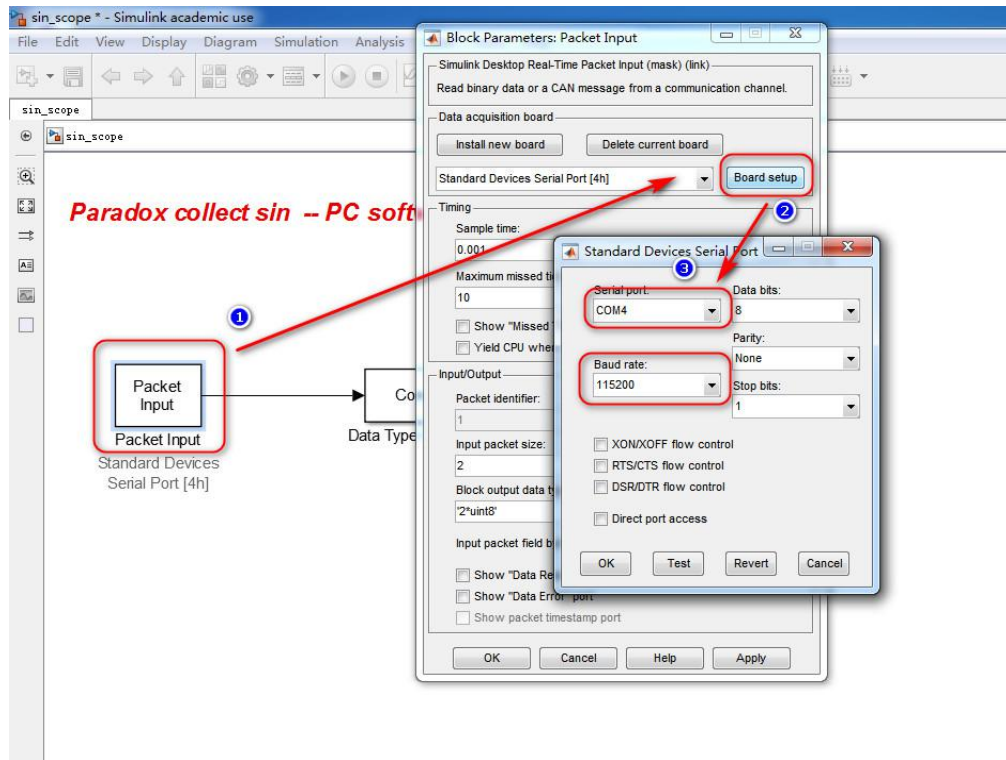 sin_scope * - Simulink academic use
File Edit View Display Diagram Simulation Analysis
sin_scope
sin_scope
Paradox collect sin -- PC soft
1
Packet
Input
Packet Input
Standard Devices
Serial Port [4h]
Co
Data Type
Block Parameters: Packet Input
Simulink Desktop Real-Time Packet Input (mask) (link)
Read binary data or a CAN message from a communication channel.
Data acquisition board
Install new board Delete current board
Standard Devices Serial Port [4h] Board setup
2
Timing
Sample time:
0.001
Maximum missed ti
10
Show "Missed
Yield CPU whe
Input/Output
Packet identifier:
1
Input packet size:
2
Block output data t
'2*uint8'
Input packet field b
Show "Data Re
Show "Data Error" port
Show packet timestamp port
OK Cancel Help Apply
Standard Devices Serial Port
3
Serial port: Data bits:
COM4 8
Parity:
None
Baud rate:
115200
Stop bits:
1
XON/XOFF flow control
RTS/CTS flow control
DSR/DTR flow control
Direct port access
OK Test Revert Cancel